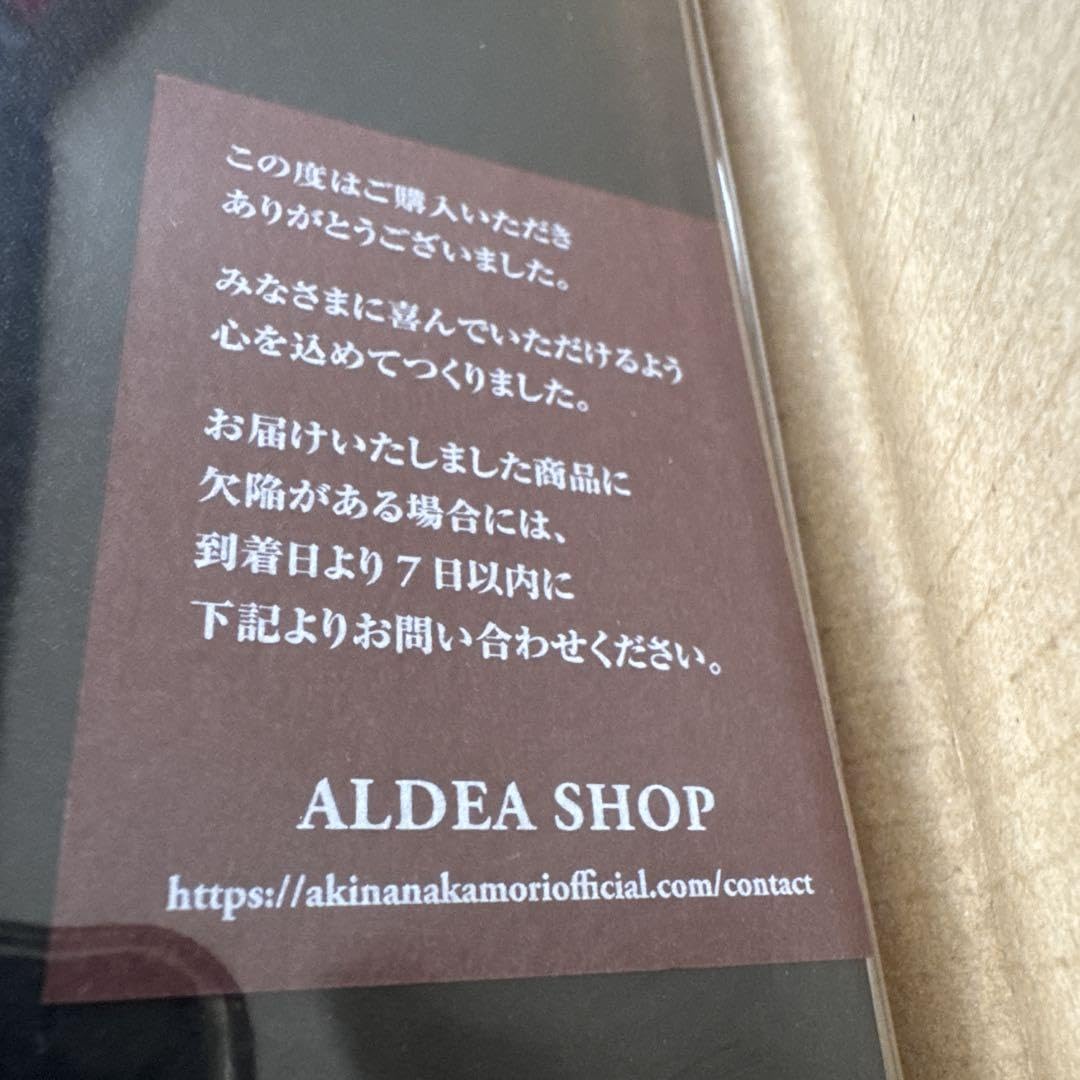 この度はご購入いただき
ありがとうございました。
みなさまに喜んでいただけるよう
心を込めてつくりました。
お届けいたしました商品に
欠陥がある場合には、
到着日より7日以内に
下記よりお問い合わせください。
ALDEA SHOP
https://akinanakamoriofficial.com/contact